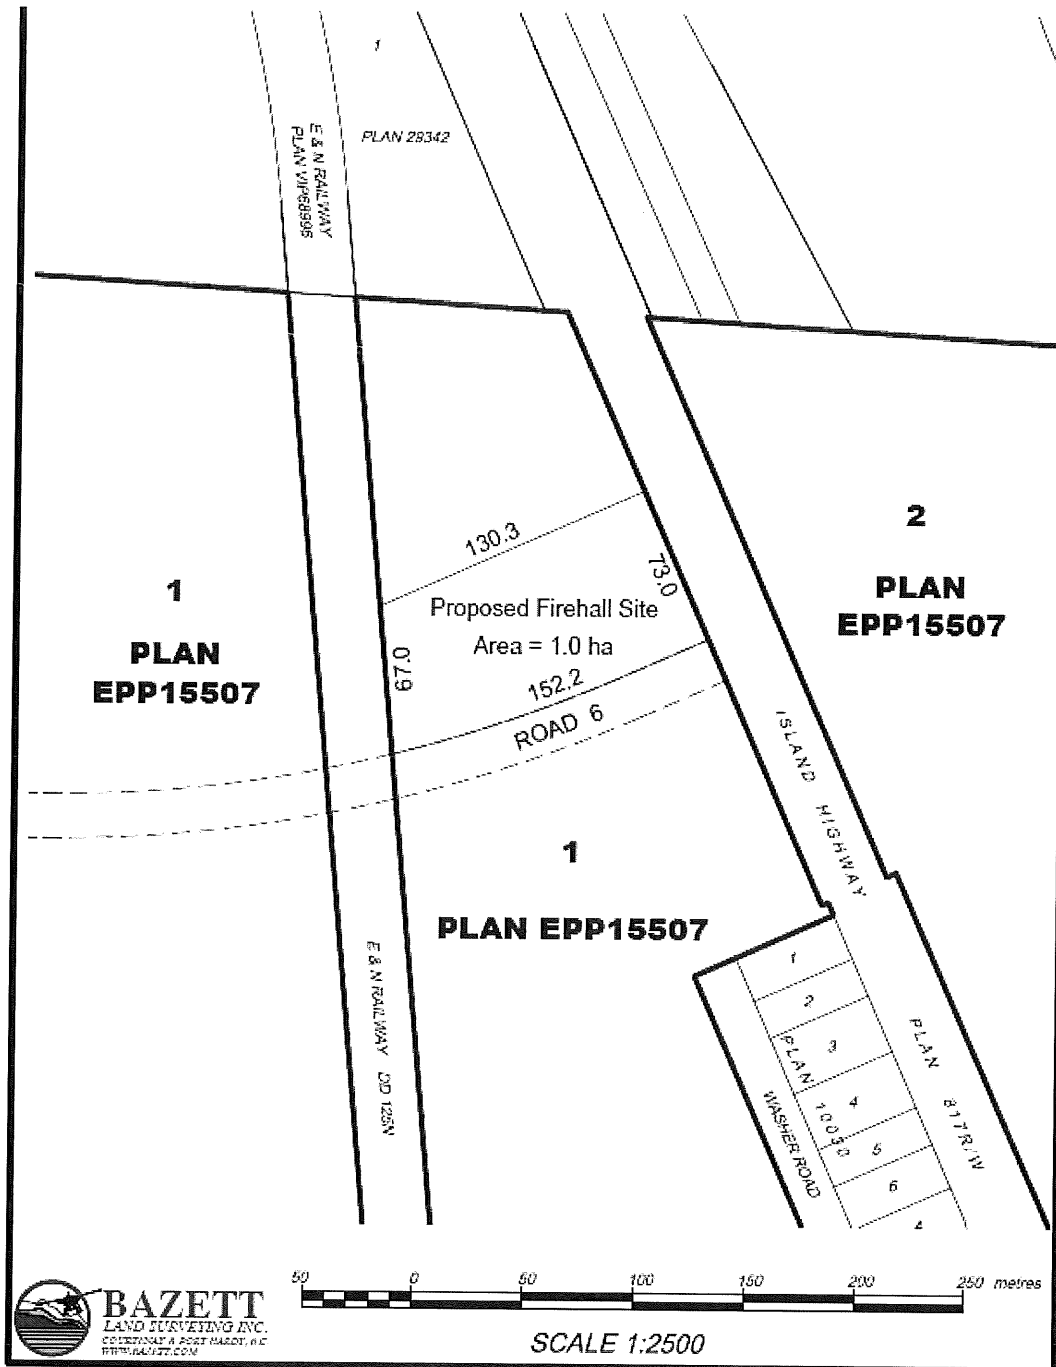 1
PLAN 29342
E & N RAILWAY
PLAN VIP68996
2
PLAN
EPP15507
130.3
73.0
1
PLAN
EPP15507
Proposed Firehall Site
Area = 1.0 ha
67.0
152.2
ROAD 6
ISLAND HIGHWAY
1
PLAN EPP15507
E & N RAILWAY DD 125N
1
2
3
4
5
6
A
PLAN 10030
WASHER ROAD
PLAN 817R/W
50 0 50 100 150 200 250 metres
SCALE 1:2500
BAZETT
LAND SURVEYING INC.
COURTENAY & PORT HARDY, B.C.
WWW.BAZETT.COM